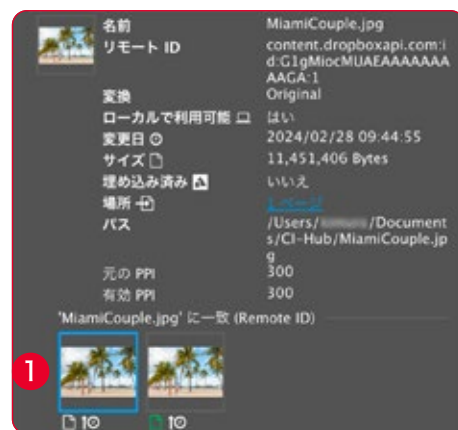 名前 MiamiCouple.jpg
リモート ID content.dropboxapi.com:i
d:G1gMiocMUAEAAAAAAA
AAGA:1
変換 Original
ローカルで利用可能 はい
変更日 2024/02/28 09:44:55
サイズ 11,451,406 Bytes
埋め込み済み いいえ
場所 1 ページ
パス /Users/ /Document
s/CI-Hub/MiamiCouple.jp
g
元の PPI 300
有効 PPI 300
'MiamiCouple.jpg' に一致 (Remote ID)
1
1 1